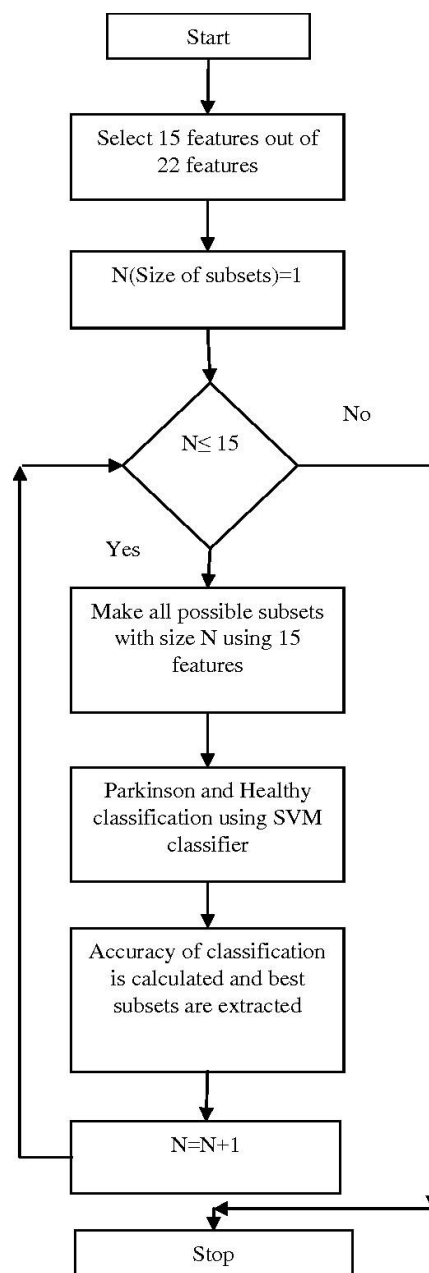 Start
Select 15 features out of
22 features
N(Size of subsets)=1
No
N≤ 15
Yes
Make all possible subsets
with size N using 15
features
Parkinson and Healthy
classification using SVM
classifier
Accuracy of classification
is calculated and best
subsets are extracted
N=N+1
Stop